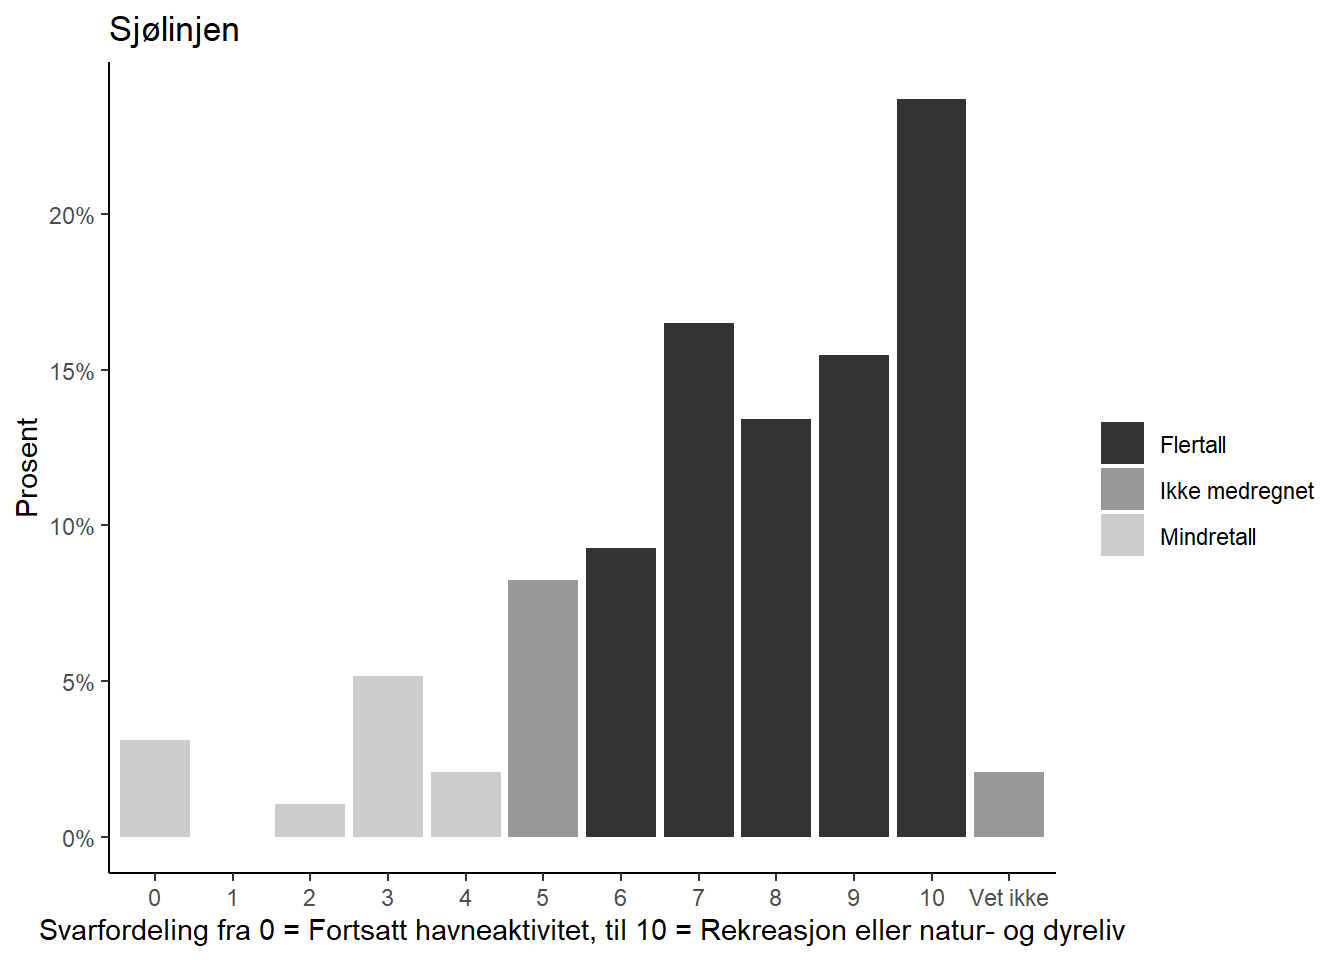 Sjølinjen
Prosent
20%
15%
10%
5%
0%
0 1 2 3 4 5 6 7 8 9 10 Vet ikke
Svarfordeling fra 0 = Fortsatt havneaktivitet, til 10 = Rekreasjon eller natur- og dyreliv
Flertall
Ikke medregnet
Mindretall